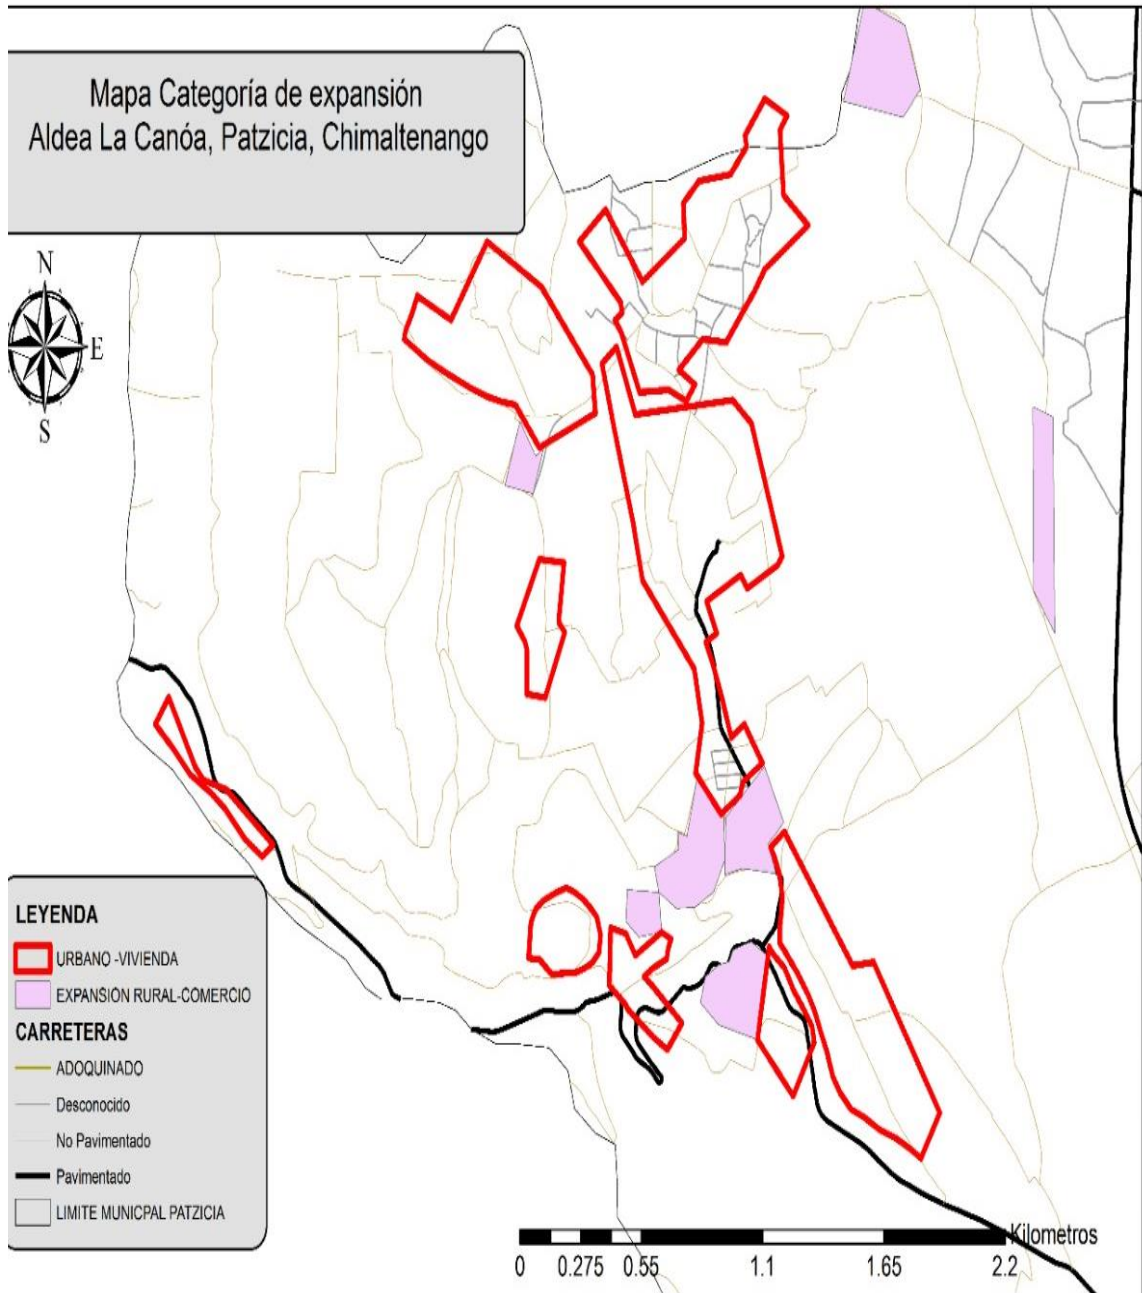 Mapa Categoría de expansión
Aldea La Canóa, Patzicia, Chimaltenango
N
E
S
LEYENDA
URBANO -VIVIENDA
EXPANSIÓN RURAL-COMERCIO
CARRETERAS
ADOQUINADO
Desconocido
No Pavimentado
Pavimentado
LIMITE MUNICPAL PATZICIA
Kilometros
0 0.275 0.55 1.1 1.65 2.2